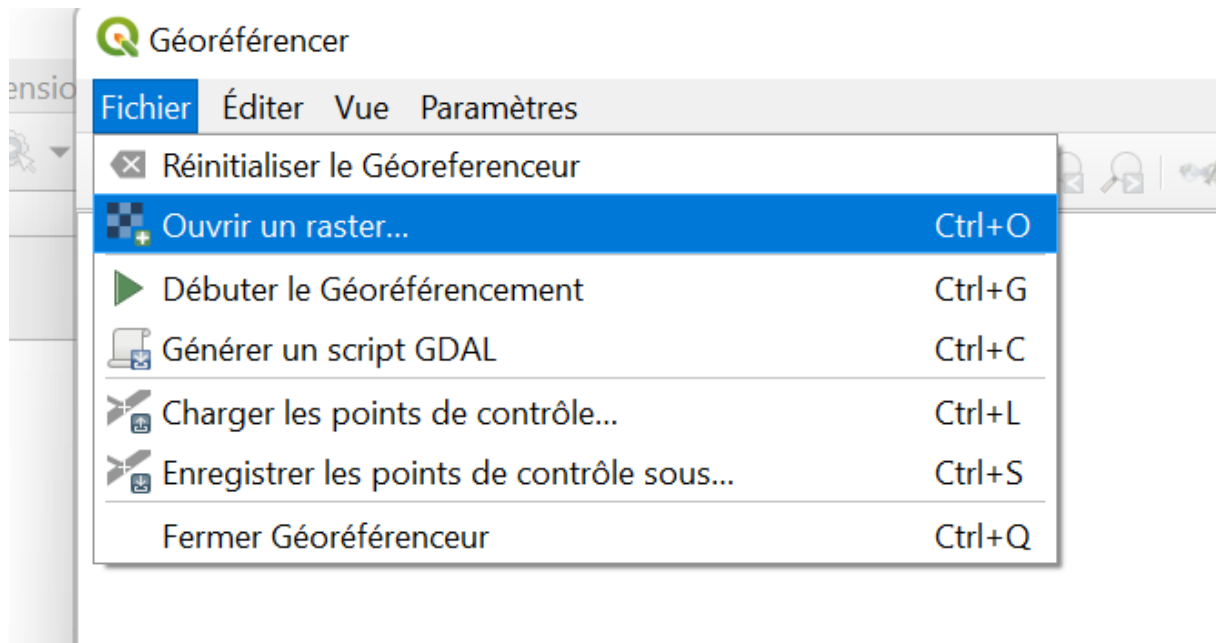 Géoréférencer
ensio
Fichier Éditer Vue Paramètres
Réinitialiser le Géoreferenceur
Ouvrir un raster... Ctrl+O
Débuter le Géoréférencement Ctrl+G
Générer un script GDAL Ctrl+C
Charger les points de contrôle... Ctrl+L
Enregistrer les points de contrôle sous... Ctrl+S
Fermer Géoréférenceur Ctrl+Q